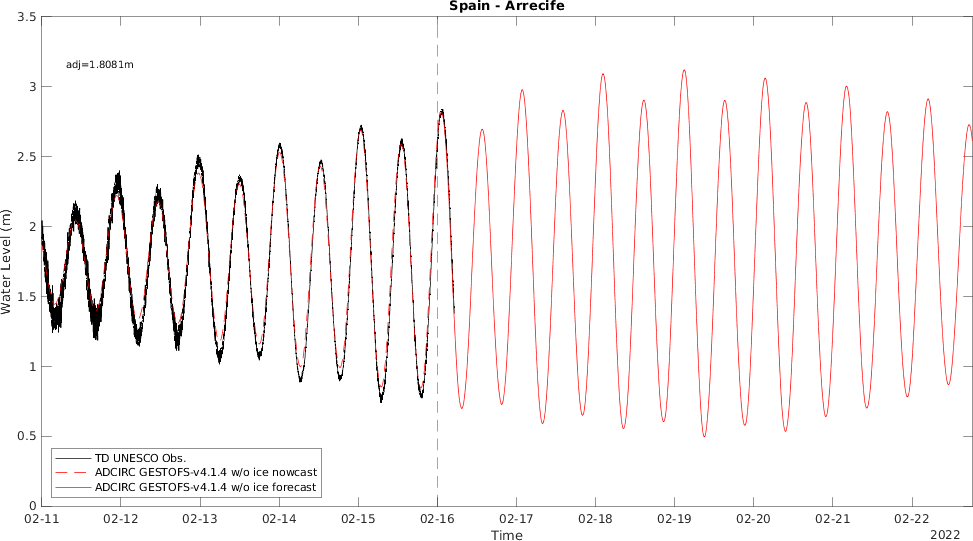 Spain - Arrecife
3.5
adj=1.8081m
3
2.5
2
1.5
1
0.5
0
Water Level (m)
TD UNESCO Obs.
ADCIRC GESTOFS-v4.1.4 w/o ice nowcast
ADCIRC GESTOFS-v4.1.4 w/o ice forecast
02-11 02-12 02-13 02-14 02-15 02-16 02-17 02-18 02-19 02-20 02-21 02-22
Time
2022